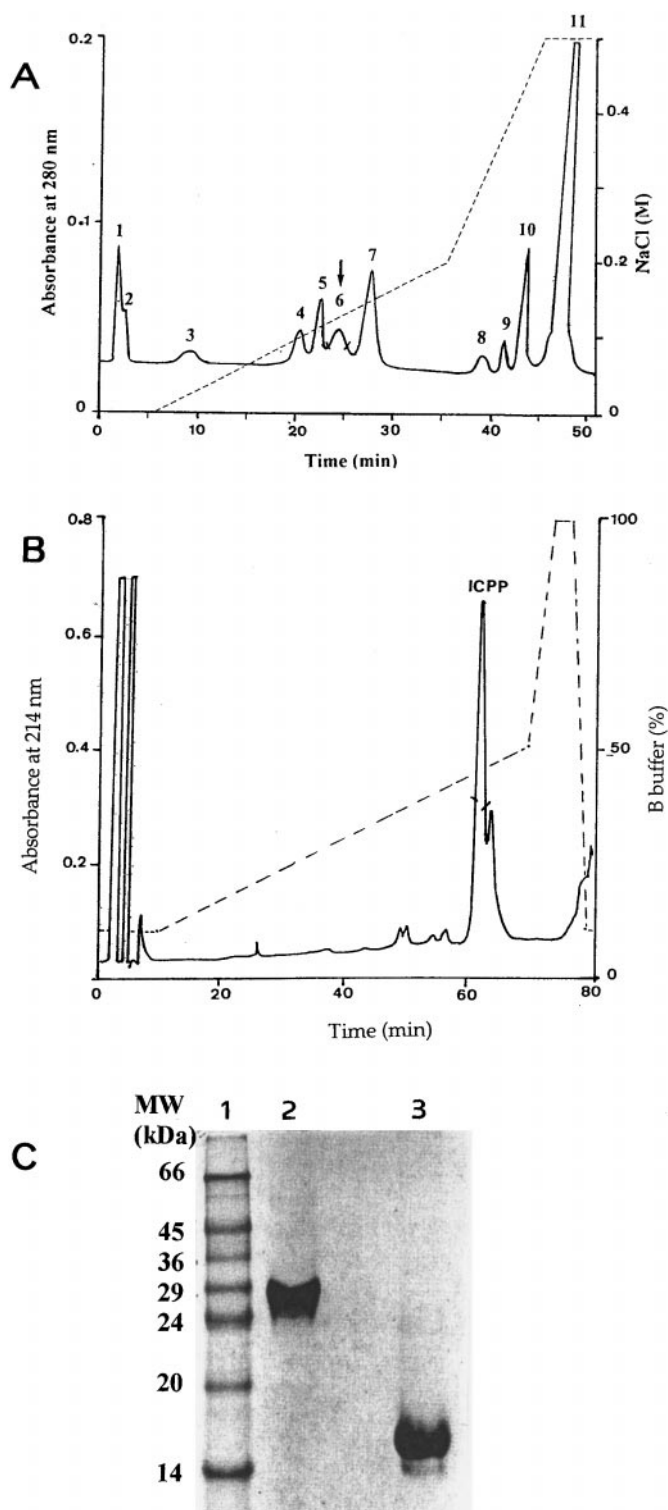 A
Absorbance at 280 nm
0.2
0.1
0
1
2
3
4
5
6
7
8
9
10
11
0.4
0.2
0
NaCl (M)
0 10 20 30 40 50
Time (min)
B
Absorbance at 214 nm
0.8
0.6
0.4
0.2
0
ICPP
100
50
0
B buffer (%)
0 20 40 60 80
Time (min)
C
MW 1 2 3
(kDa)
66
45
36
29
24
20
14